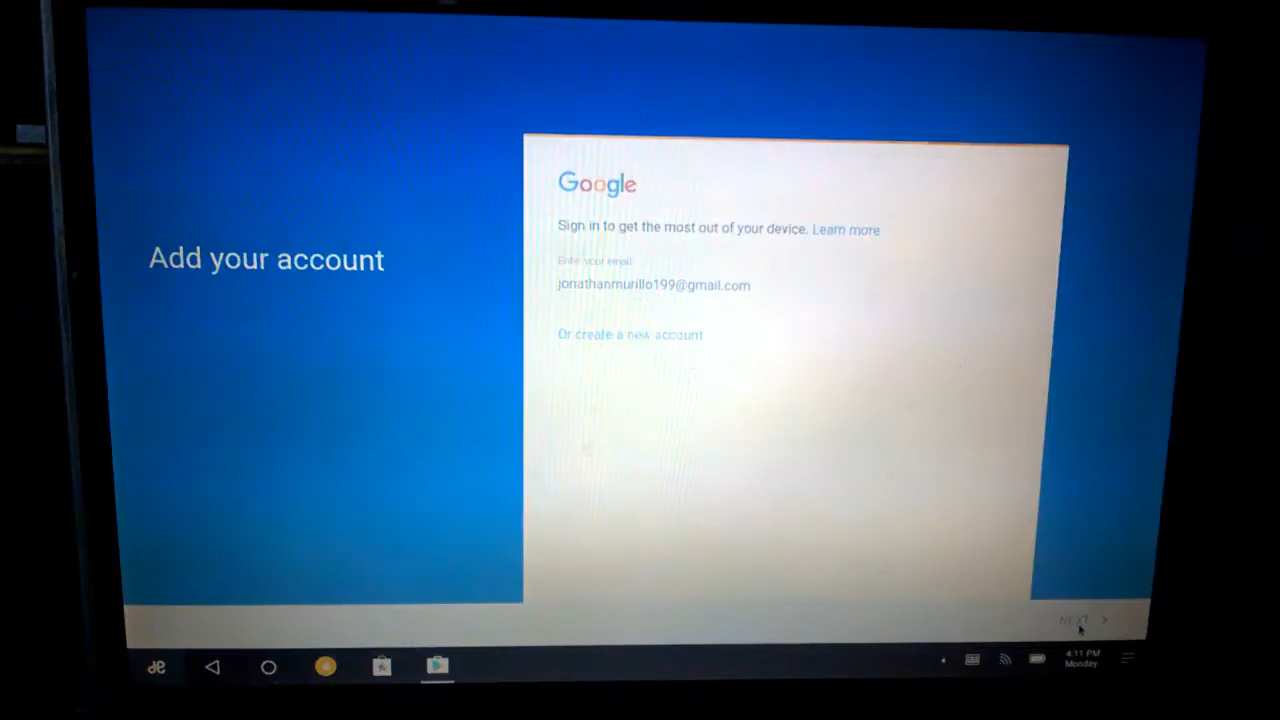 Google
Sign in to get the most out of your device. Learn more
Add your account
Enter your email
jonathanmurillo199@gmail.com
Or create a new account
NEXT >
4:11 PM
Monday